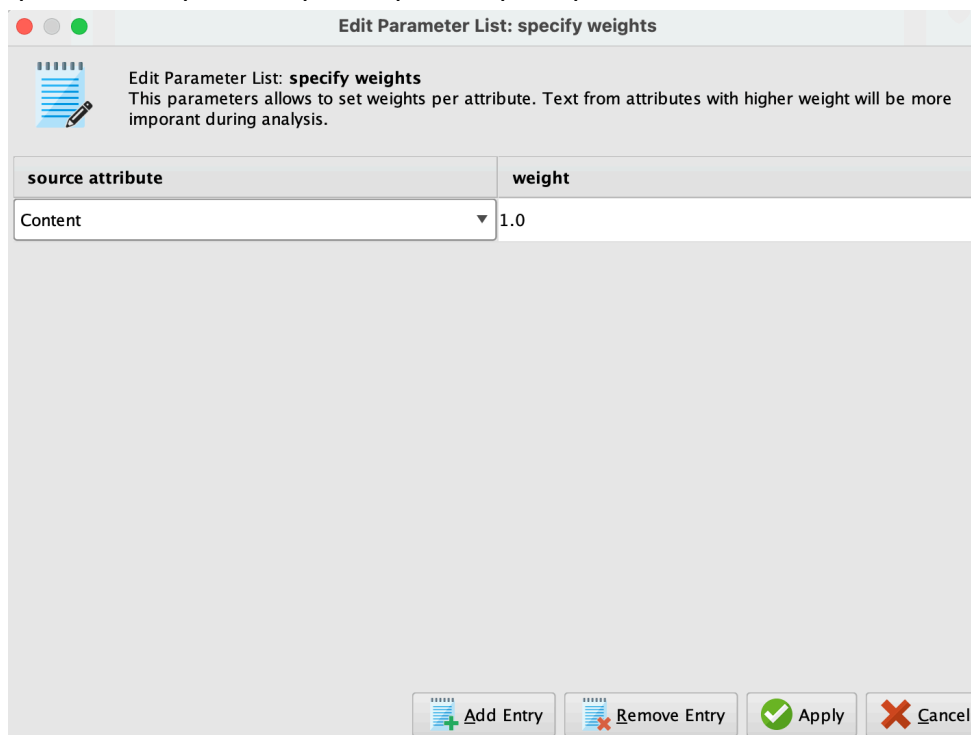 Edit Parameter List: specify weights
Edit Parameter List: specify weights
This parameters allows to set weights per attribute. Text from attributes with higher weight will be more
imporant during analysis.
source attribute weight
Content 1.0
Add Entry Remove Entry Apply Cancel